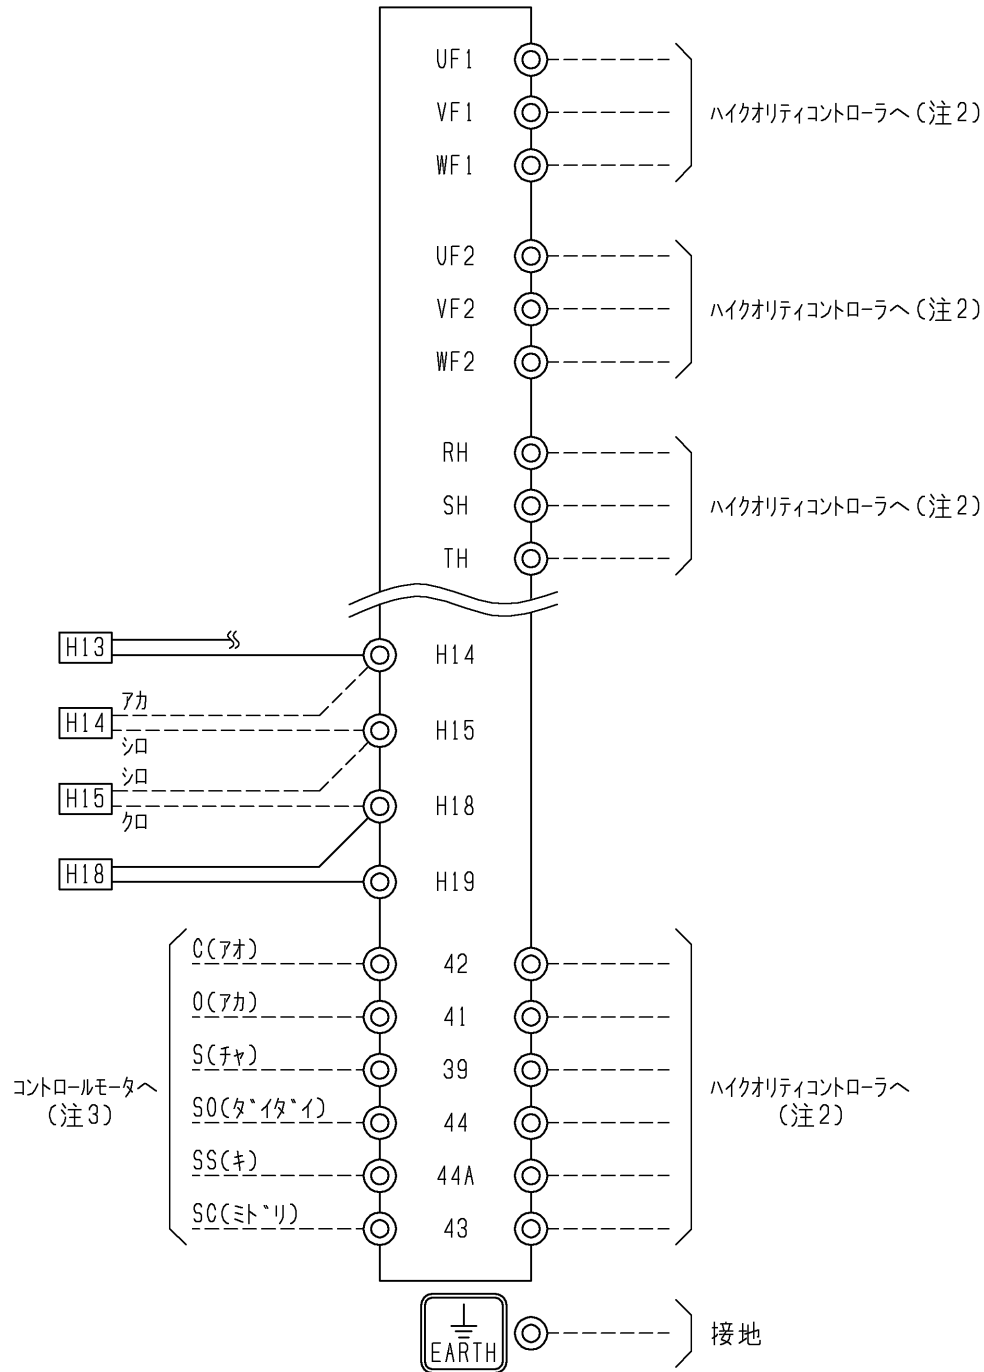 UF1
VF1
WF1
ハイクオリティコントローラへ(注2)
UF2
VF2
WF2
ハイクオリティコントローラへ(注2)
RH
SH
TH
ハイクオリティコントローラへ(注2)
H13
H14
アカ
H14
シロ
H15
シロ
H15
クロ
H18
H18
H19
C(アオ)
42
O(アカ)
41
S(チャ)
39
コントロールモータへ
(注3)
ハイクオリティコントローラへ
(注2)
SO(ダイダイ)
44
SS(キ)
44A
SC(ミドリ)
43
EARTH
接地